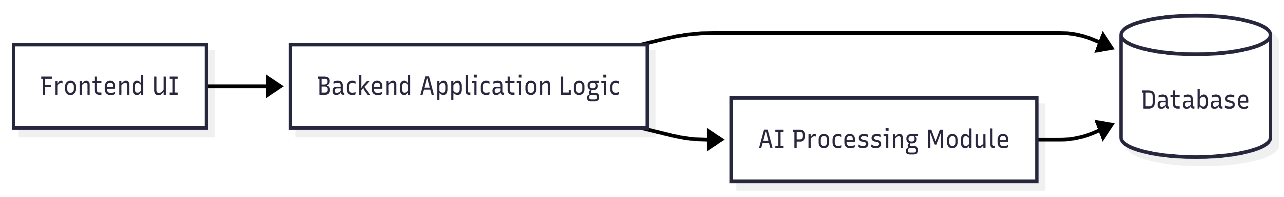 Frontend UI
Backend Application Logic
AI Processing Module
Database